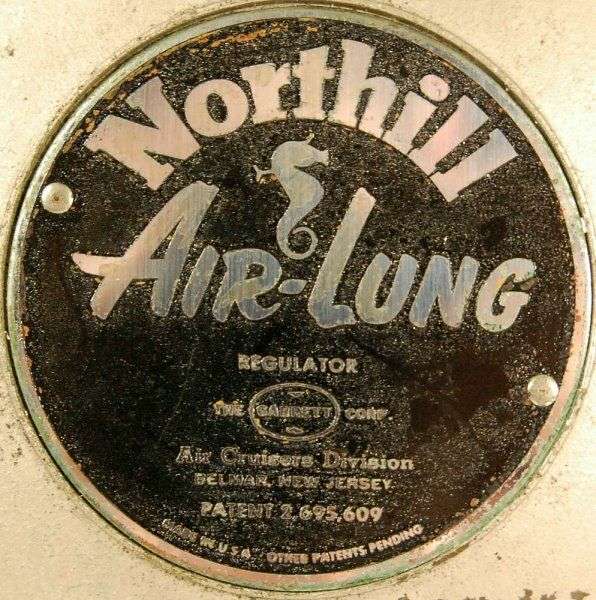 Northill
AIR-LUNG
REGULATOR
THE GARRETT CORP.
Air Cruisers Division
BELMAR, NEW JERSEY
PATENT 2,695,609
MADE IN U.S.A. OTHER PATENTS PENDING